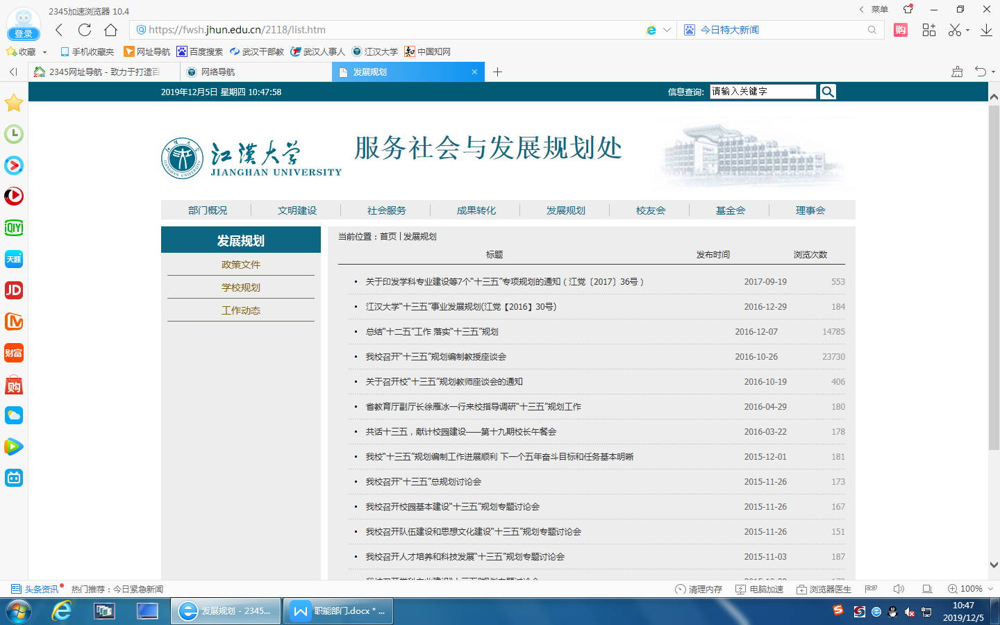 2345加速浏览器 10.4
菜单
登录
https://fwsh.jhun.edu.cn/2118/list.htm
今日特大新闻
购
收藏
手机收藏夹
网址导航
百度搜索
武汉干部教
武汉人事人
江汉大学
中国知网
2345网址导航 - 致力于打造百
网络导航
发展规划
2019年12月5日 星期四 10:47:58
信息查询:
请输入关键字
江汉大学
JIANGHAN UNIVERSITY
服务社会与发展规划处
部门概况
文明建设
社会服务
成果转化
发展规划
校友会
基金会
理事会
发展规划
政策文件
学校规划
工作动态
当前位置：首页 | 发展规划
标题 发布时间 浏览次数
关于印发学科专业建设等7个“十三五”专项规划的通知（江党〔2017〕36号） 2017-09-19 553
江汉大学“十三五”事业发展规划(江党【2016】30号) 2016-12-29 184
总结“十二五”工作 落实“十三五”规划 2016-12-07 14785
我校召开“十三五”规划编制教授座谈会 2016-10-26 23730
关于召开校“十三五”规划教师座谈会的通知 2016-10-19 406
省教育厅副厅长徐雁冰一行来校指导调研“十三五”规划工作 2016-04-29 180
共话十三五，献计校园建设——第十九期校长午餐会 2016-03-22 178
我校“十三五”规划编制工作进展顺利 下一个五年奋斗目标和任务基本明晰 2015-12-01 181
我校召开“十三五”总规划讨论会 2015-11-26 173
我校召开校园基本建设“十三五”规划专题讨论会 2015-11-26 167
我校召开队伍建设和思想文化建设“十三五”规划专题讨论会 2015-11-26 151
我校召开人才培养和科技发展“十三五”规划专题讨论会 2015-11-03 187
iQIYI
天涯
JD
财富
购
头条资讯
热门推荐：今日紧急新闻
清理内存
电脑加速
浏览器医生
100%
发展规划 - 2345...
职能部门.docx * ...
10:47
2019/12/5